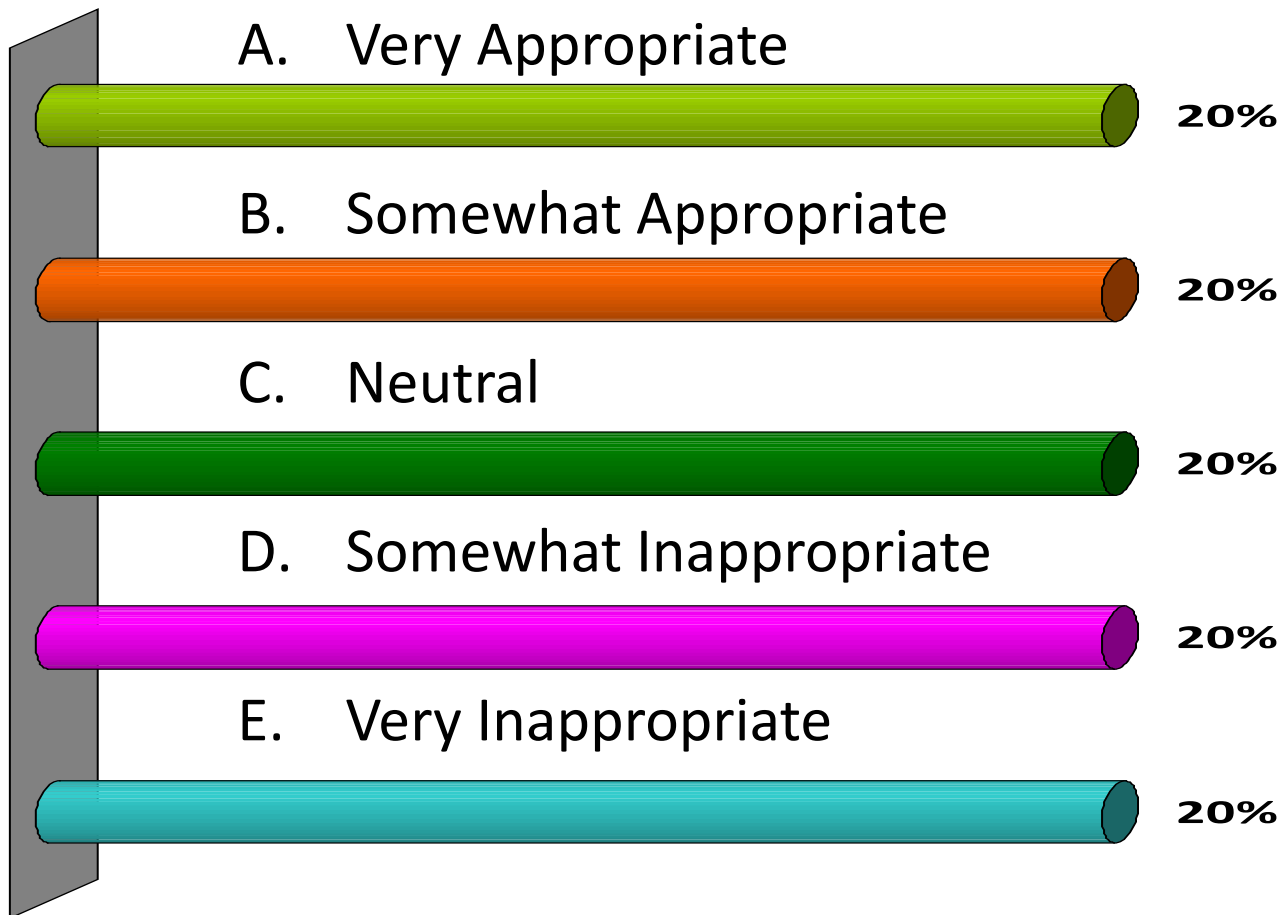 A. Very Appropriate
20%
B. Somewhat Appropriate
20%
C. Neutral
20%
D. Somewhat Inappropriate
20%
E. Very Inappropriate
20%